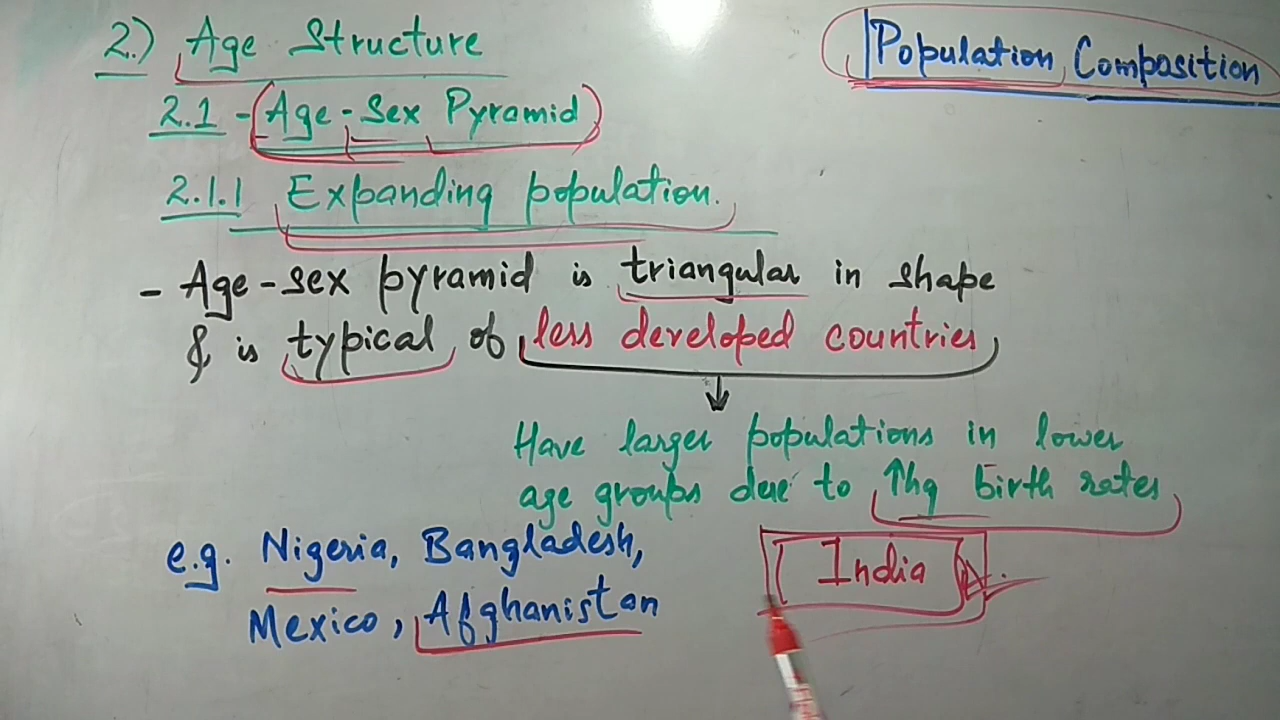 Population Composition
2.) Age Structure
2.1 - (Age-Sex Pyramid)
2.1.1 Expanding population.
- Age-sex pyramid is triangular in shape
& is typical of less developed countries
Have larger populations in lower
age groups due to ↑hg birth rates
e.g. Nigeria, Bangladesh,
Mexico, Afghanistan
India